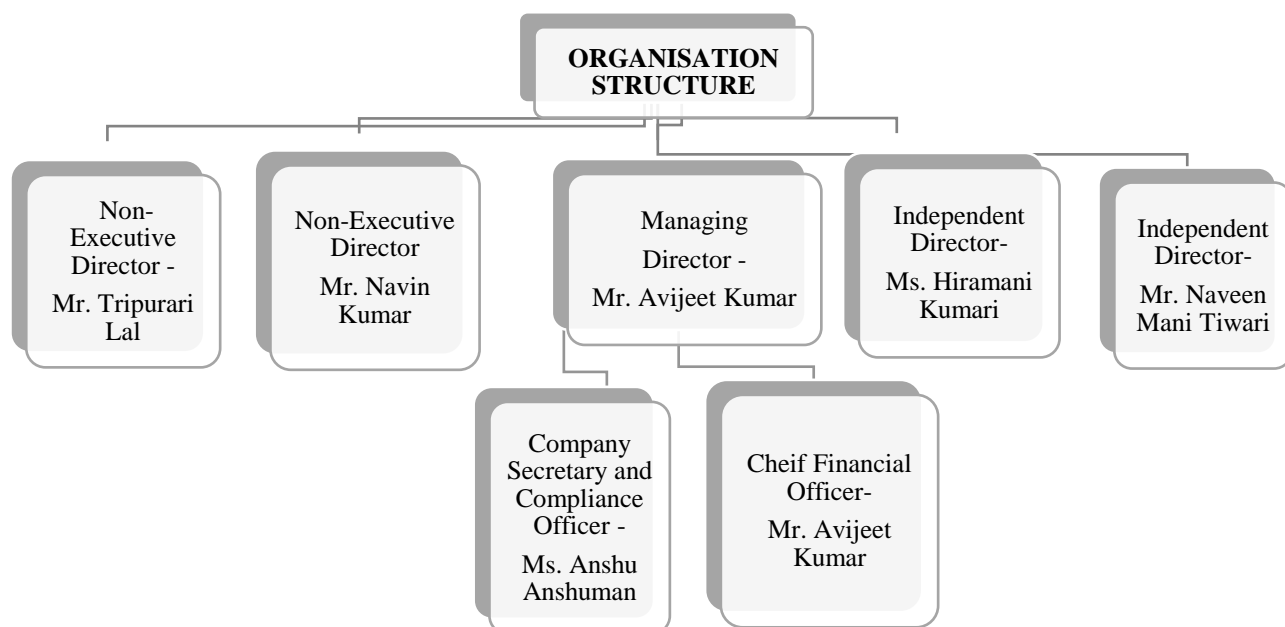 ORGANISATION
STRUCTURE
Non-
Executive
Director -
Mr. Tripurari
Lal
Non-Executive
Director
Mr. Navin
Kumar
Managing
Director -
Mr. Avijeet Kumar
Independent
Director-
Ms. Hiramani
Kumari
Independent
Director-
Mr. Naveen
Mani Tiwari
Company
Secretary and
Compliance
Officer -
Ms. Anshu
Anshuman
Cheif Financial
Officer-
Mr. Avijeet
Kumar